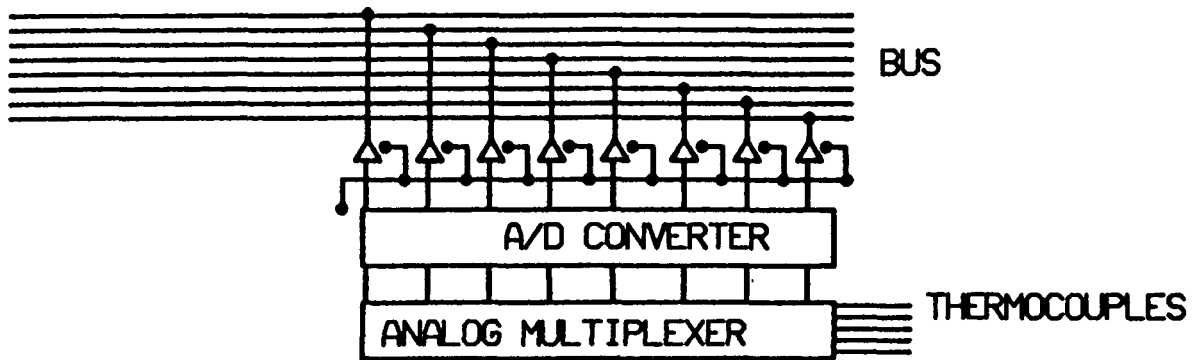 BUS
A/D CONVERTER
THERMOCOUPLES
ANALOG MULTIPLEXER